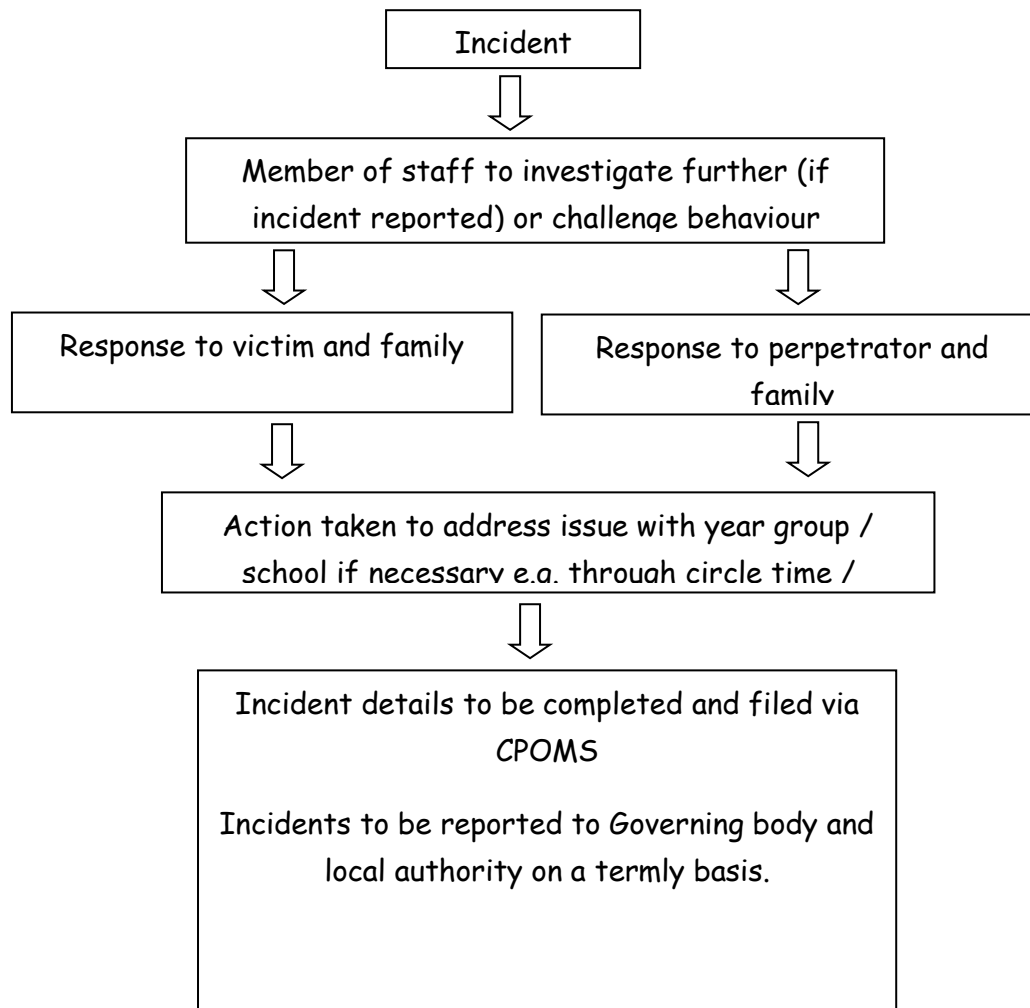 Incident
Member of staff to investigate further (if
incident reported) or challenge behaviour
Response to victim and family
Response to perpetrator and
family
Action taken to address issue with year group /
school if necessary e.g. through circle time /
Incident details to be completed and filed via
CPOMS
Incidents to be reported to Governing body and
local authority on a termly basis.